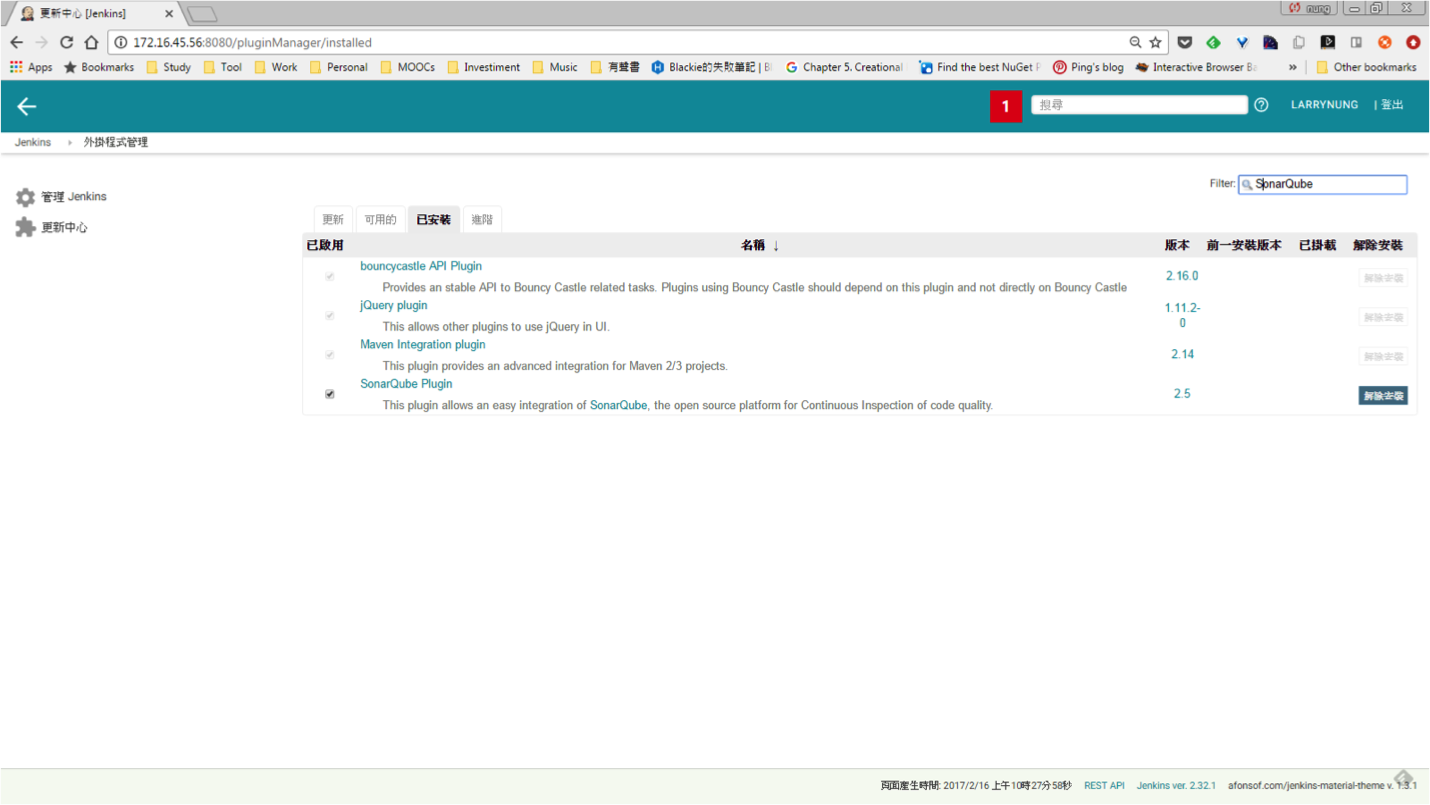 更新中心 [Jenkins]
nung
172.16.45.56:8080/pluginManager/installed
Apps Bookmarks Study Tool Work Personal MOOCs Investiment Music 有聲書 Blackie的失敗筆記 | Bl Chapter 5. Creational Find the best NuGet P Ping's blog Interactive Browser Ba » Other bookmarks
1 搜尋 LARRYNUNG | 登出
Jenkins 外掛程式管理
Filter: SonarQube
管理 Jenkins
更新中心
更新 可用的 已安裝 進階
已啟用 名稱 ↓ 版本 前一安裝版本 已掛載 解除安裝
bouncycastle API Plugin
Provides an stable API to Bouncy Castle related tasks. Plugins using Bouncy Castle should depend on this plugin and not directly on Bouncy Castle
2.16.0 解除安裝
jQuery plugin
This allows other plugins to use jQuery in UI.
1.11.2-
0
解除安裝
Maven Integration plugin
This plugin provides an advanced integration for Maven 2/3 projects.
2.14 解除安裝
SonarQube Plugin
This plugin allows an easy integration of SonarQube, the open source platform for Continuous Inspection of code quality.
2.5 解除安裝
頁面產生時間: 2017/2/16 上午10時27分58秒 REST API Jenkins ver. 2.32.1 afonsof.com/jenkins-material-theme v. 1.3.1